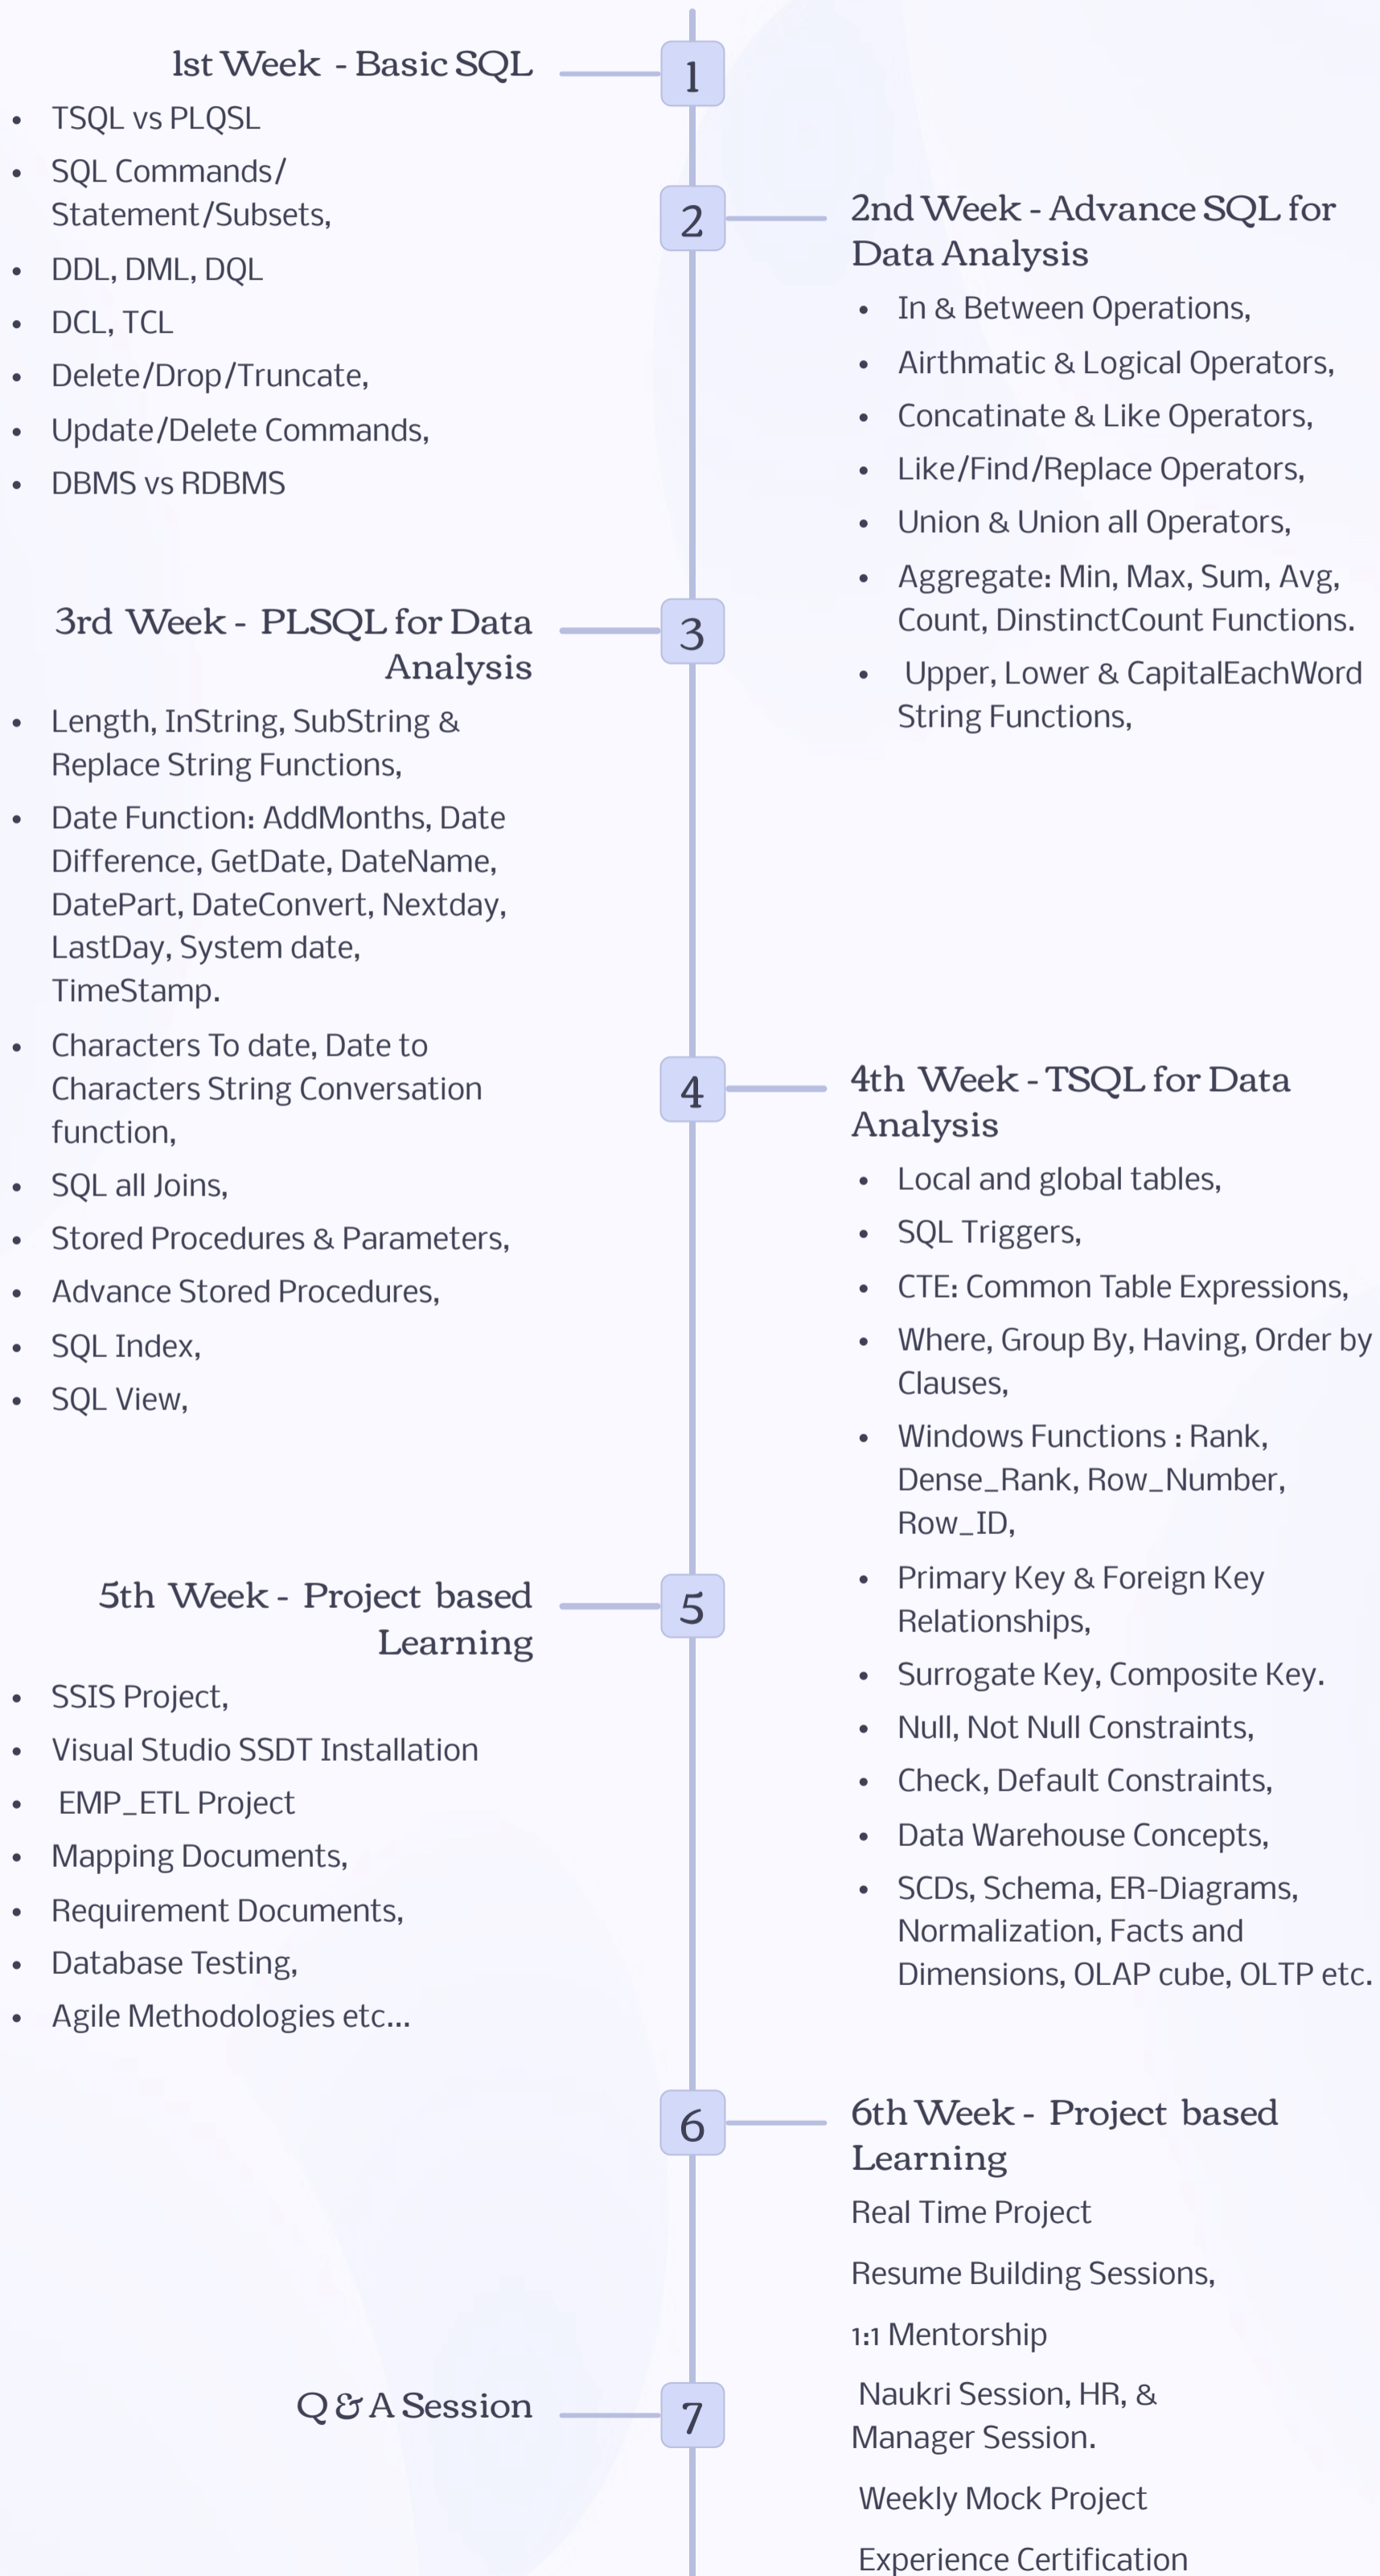 1st Week - Basic SQL
1
• TSQL vs PLQSL
• SQL Commands/
Statement/Subsets,
• DDL, DML, DQL
• DCL, TCL
• Delete/Drop/Truncate,
• Update/Delete Commands,
• DBMS vs RDBMS
2
2nd Week - Advance SQL for
Data Analysis
• In & Between Operations,
• Airthmatic & Logical Operators,
• Concatinate & Like Operators,
• Like/Find/Replace Operators,
• Union & Union all Operators,
• Aggregate: Min, Max, Sum, Avg,
Count, DinstinctCount Functions.
• Upper, Lower & CapitalEachWord
String Functions,
3rd Week - PLSQL for Data
Analysis
3
• Length, InString, SubString &
Replace String Functions,
• Date Function: AddMonths, Date
Difference, GetDate, DateName,
DatePart, DateConvert, Nextday,
LastDay, System date,
TimeStamp.
• Characters To date, Date to
Characters String Conversation
function,
• SQL all Joins,
• Stored Procedures & Parameters,
• Advance Stored Procedures,
• SQL Index,
• SQL View,
4
4th Week - TSQL for Data
Analysis
• Local and global tables,
• SQL Triggers,
• CTE: Common Table Expressions,
• Where, Group By, Having, Order by
Clauses,
• Windows Functions : Rank,
Dense_Rank, Row_Number,
Row_ID,
• Primary Key & Foreign Key
Relationships,
• Surrogate Key, Composite Key.
• Null, Not Null Constraints,
• Check, Default Constraints,
• Data Warehouse Concepts,
• SCDs, Schema, ER-Diagrams,
Normalization, Facts and
Dimensions, OLAP cube, OLTP etc.
5th Week - Project based
Learning
5
• SSIS Project,
• Visual Studio SSDT Installation
• EMP_ETL Project
• Mapping Documents,
• Requirement Documents,
• Database Testing,
• Agile Methodologies etc...
6
6th Week - Project based
Learning
Real Time Project
Resume Building Sessions,
1:1 Mentorship
Naukri Session, HR, &
Manager Session.
Weekly Mock Project
Experience Certification
Q & A Session
7